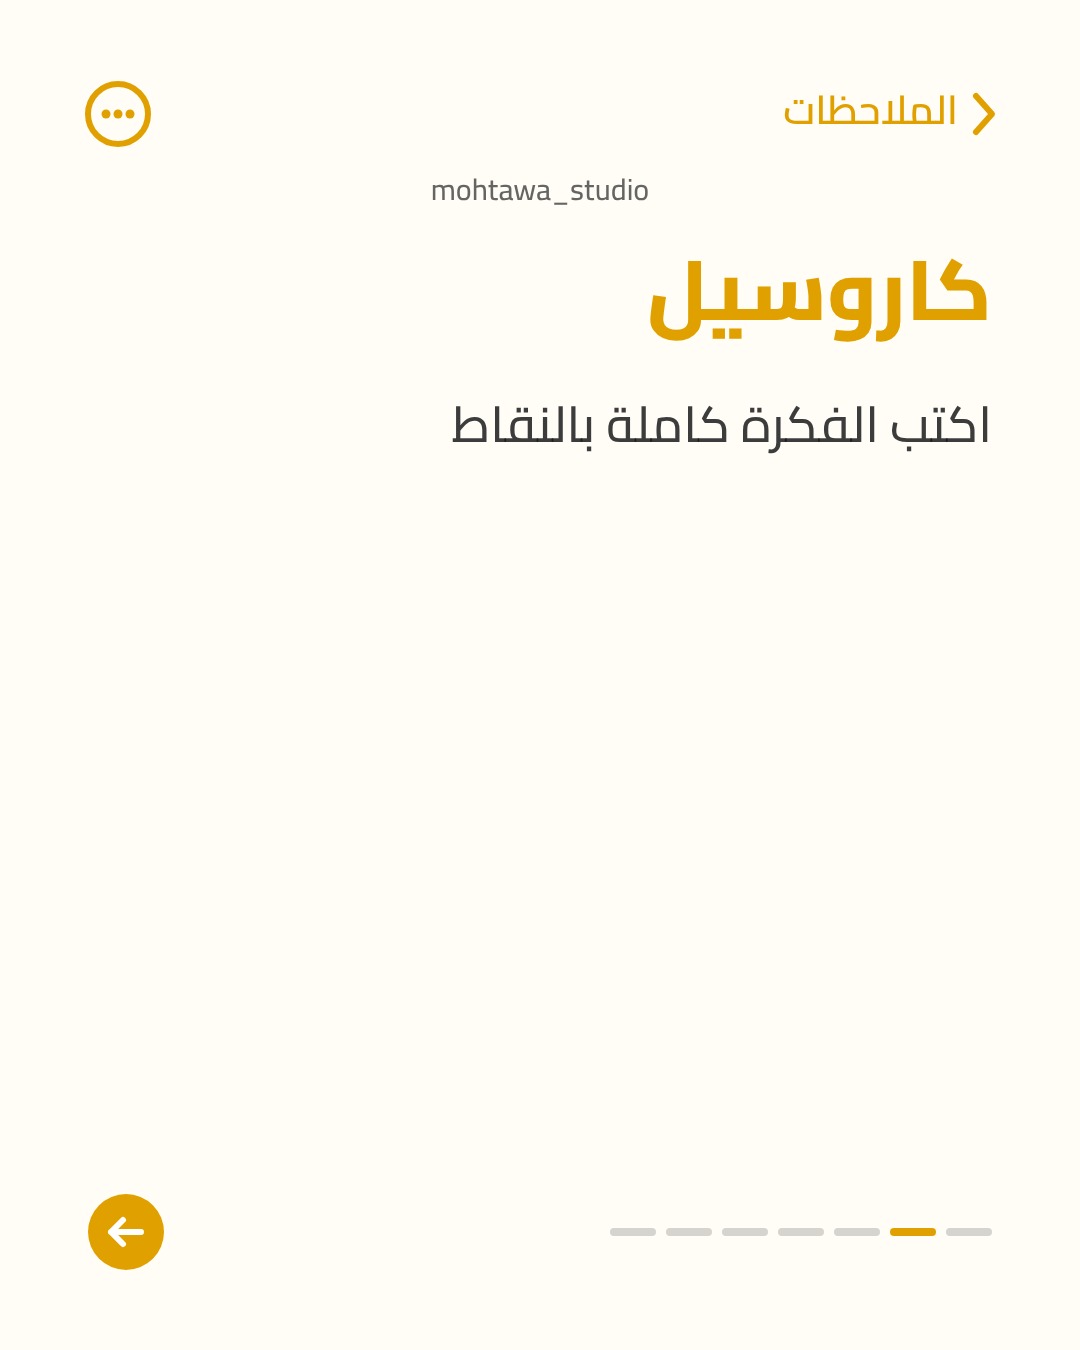 الملاحظات
mohtawa_studio
كاروسيل
اكتب الفكرة كاملة بالنقاط